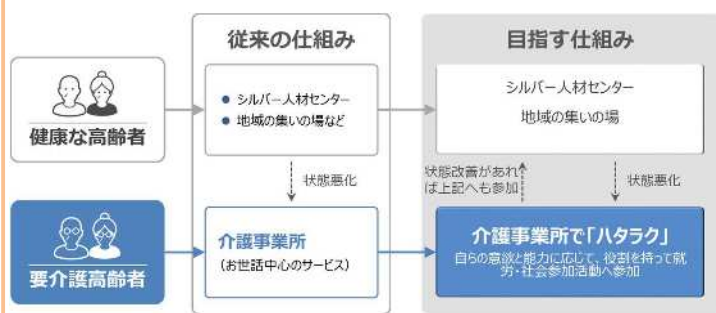 従来の仕組み
目指す仕組み
健康な高齢者
● シルバー人材センター
● 地域の集いの場など
シルバー人材センター
地域の集いの場
状態悪化
状態改善があれ
ば上記へも参加
状態悪化
要介護高齢者
介護事業所
(お世話中心のサービス)
介護事業所で「ハタラク」
自らの意欲と能力に応じて、役割を持って就
労・社会参加活動へ参加